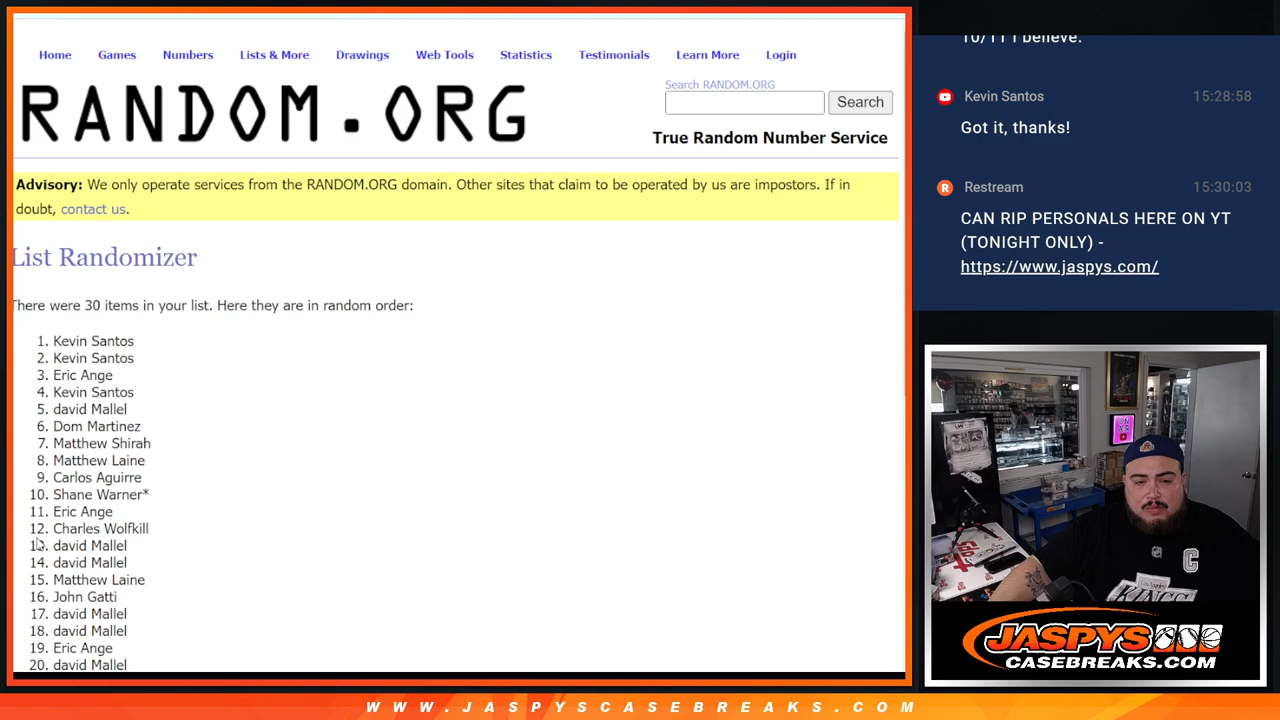 Home Games Numbers Lists & More Drawings Web Tools Statistics Testimonials Learn More Login
RANDOM.ORG
Search RANDOM.ORG
Search
True Random Number Service
Advisory: We only operate services from the RANDOM.ORG domain. Other sites that claim to be operated by us are impostors. If in
doubt, contact us.
List Randomizer
There were 30 items in your list. Here they are in random order:
1. Kevin Santos
2. Kevin Santos
3. Eric Ange
4. Kevin Santos
5. david Mallel
6. Dom Martinez
7. Matthew Shirah
8. Matthew Laine
9. Carlos Aguirre
10. Shane Warner*
11. Eric Ange
12. Charles Wolfkill
13. david Mallel
14. david Mallel
15. Matthew Laine
16. John Gatti
17. david Mallel
18. david Mallel
19. Eric Ange
20. david Mallel
10/11 I believe.
Kevin Santos 15:28:58
Got it, thanks!
Restream 15:30:03
CAN RIP PERSONALS HERE ON YT
(TONIGHT ONLY) -
https://www.jaspys.com/
C
KINGS
JASPYS
CASEBREAKS.COM
WWW.JASPYSCASEBREAKS.COM